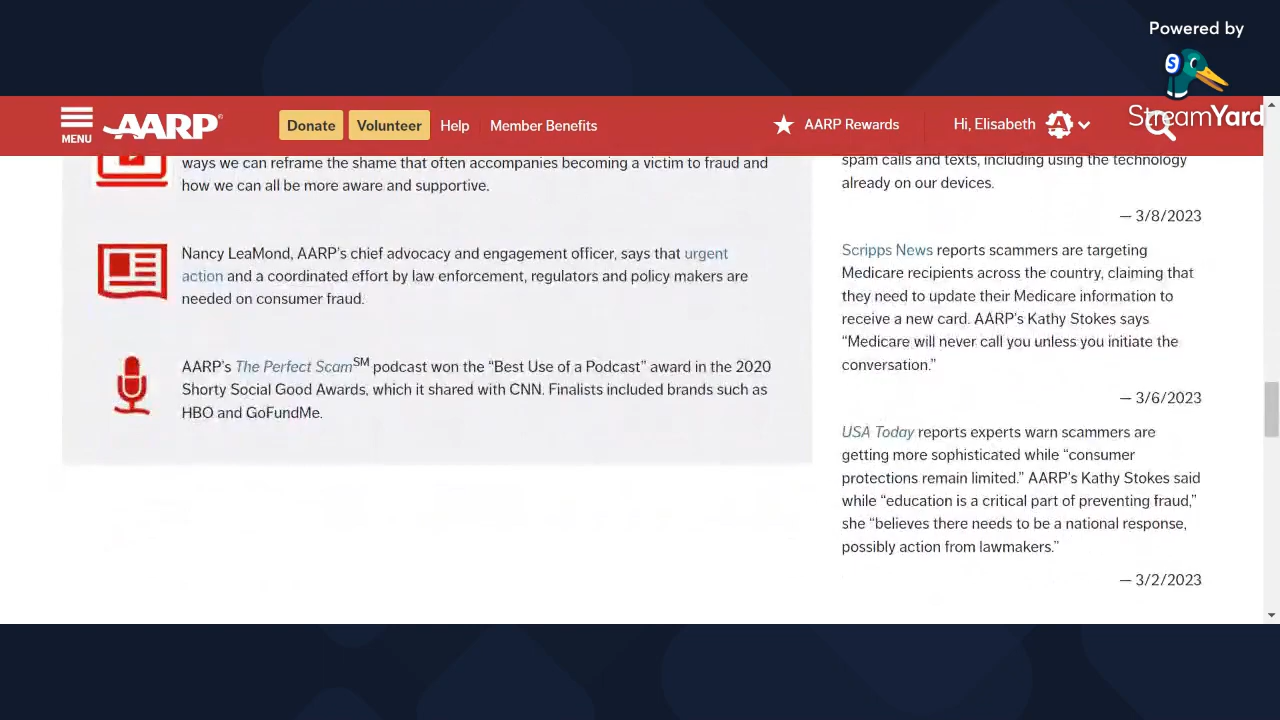 Powered by
StreamYard
MENU
AARP®
Donate
Volunteer
Help
Member Benefits
AARP Rewards
Hi, Elisabeth
ways we can reframe the shame that often accompanies becoming a victim to fraud and
how we can all be more aware and supportive.
Nancy LeaMond, AARP's chief advocacy and engagement officer, says that urgent
action and a coordinated effort by law enforcement, regulators and policy makers are
needed on consumer fraud.
AARP's The Perfect Scam℠ podcast won the “Best Use of a Podcast” award in the 2020
Shorty Social Good Awards, which it shared with CNN. Finalists included brands such as
HBO and GoFundMe.
spam calls and texts, including using the technology
already on our devices.
— 3/8/2023
Scripps News reports scammers are targeting
Medicare recipients across the country, claiming that
they need to update their Medicare information to
receive a new card. AARP's Kathy Stokes says
“Medicare will never call you unless you initiate the
conversation.”
— 3/6/2023
USA Today reports experts warn scammers are
getting more sophisticated while “consumer
protections remain limited.” AARP's Kathy Stokes said
while “education is a critical part of preventing fraud,”
she “believes there needs to be a national response,
possibly action from lawmakers.”
— 3/2/2023